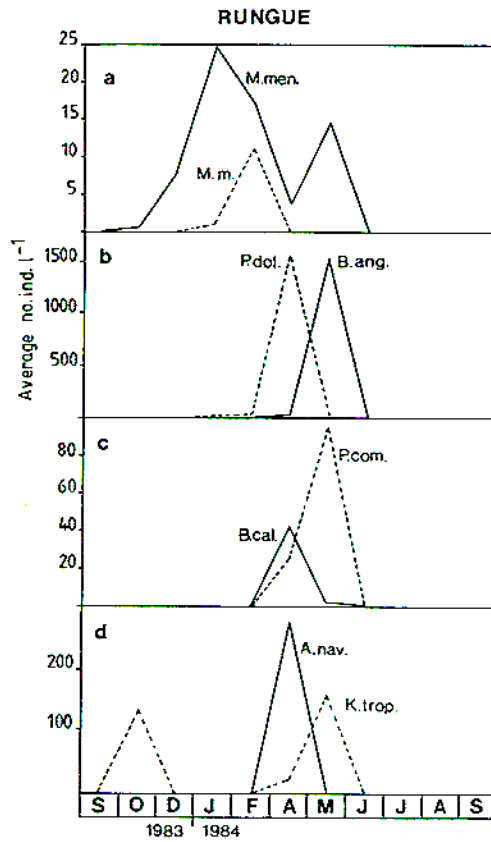 RUNGUE
Average no.ind. l⁻¹
a
25
20
15
10
5
M.men.
M.m.
b
1500
1000
500
P.dol.
B.ang.
c
80
60
40
20
P.com.
B.cal.
d
200
100
A.nav.
K.trop.
S O D J F A M J J A S
1983 1984